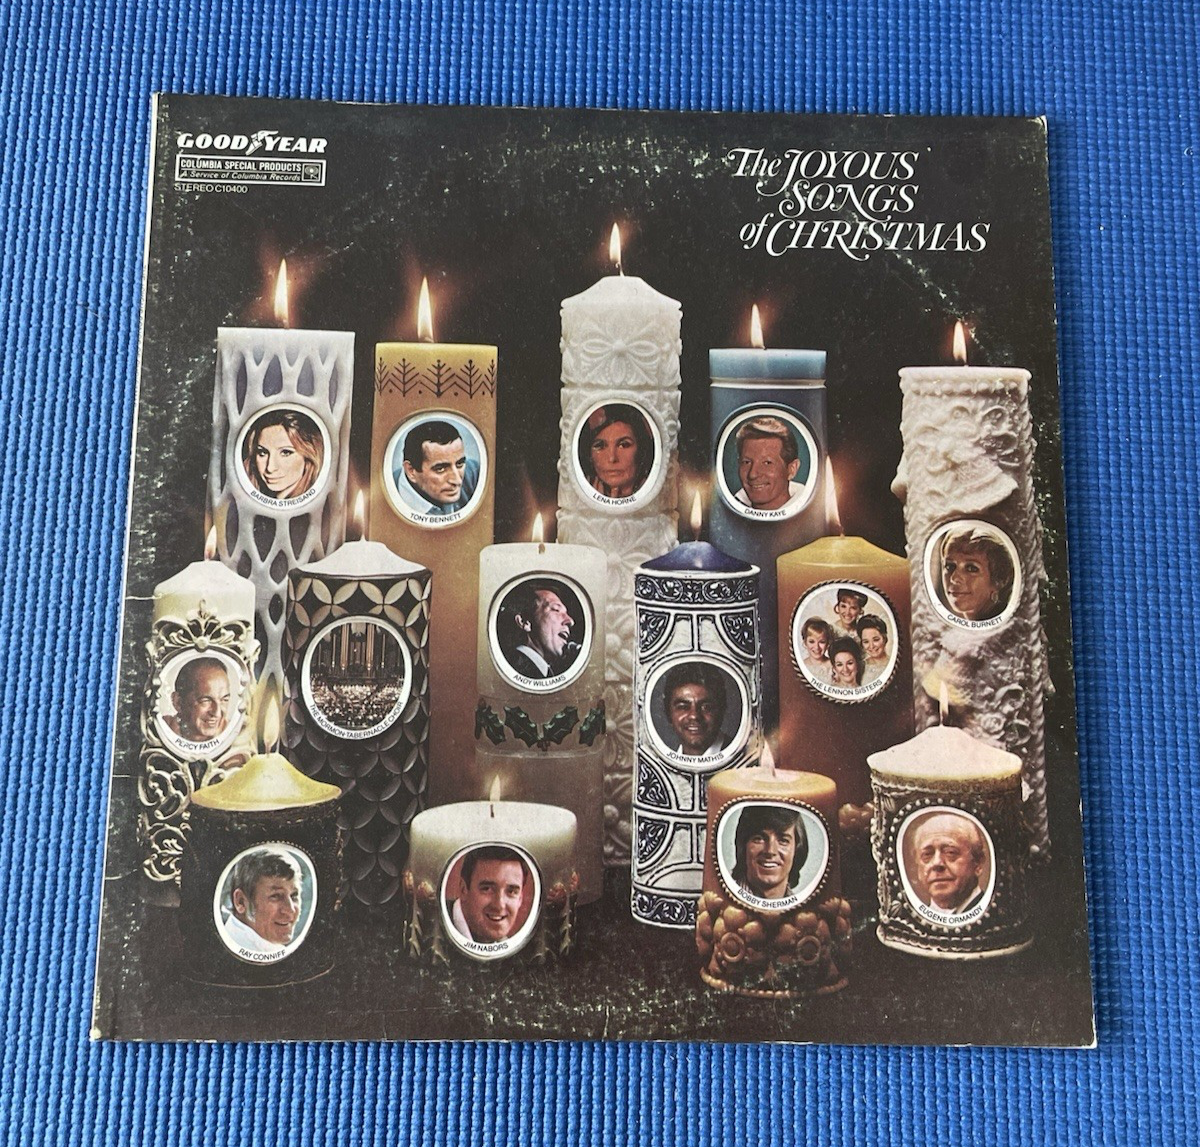 GOODYEAR
COLUMBIA SPECIAL PRODUCTS
A Service of Columbia Records
STEREO C10400
The JOYOUS
SONGS
of CHRISTMAS
BARBRA STREISAND
TONY BENNETT
LENA HORNE
DANNY KAYE
CAROL BURNETT
PERCY FAITH
THE MORMON TABERNACLE CHOIR
ANDY WILLIAMS
JOHNNY MATHIS
THE LENNON SISTERS
RAY CONNIFF
JIM NABORS
BOBBY SHERMAN
EUGENE ORMANDY